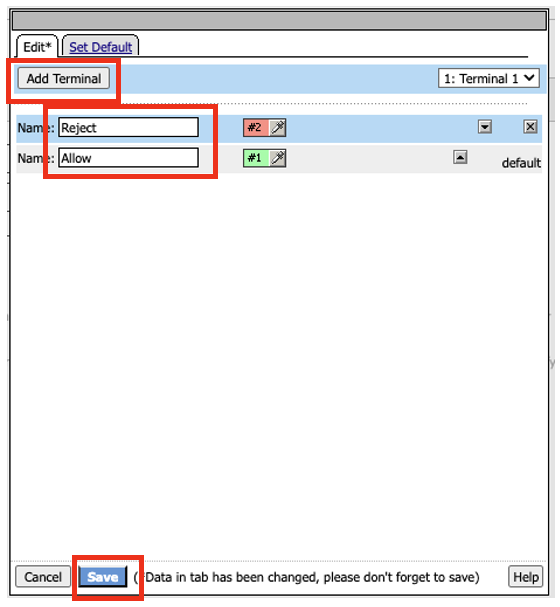 Edit* Set Default
Add Terminal 1: Terminal 1
Name: Reject #2
Name: Allow #1 default
Cancel Save (*Data in tab has been changed, please don't forget to save) Help